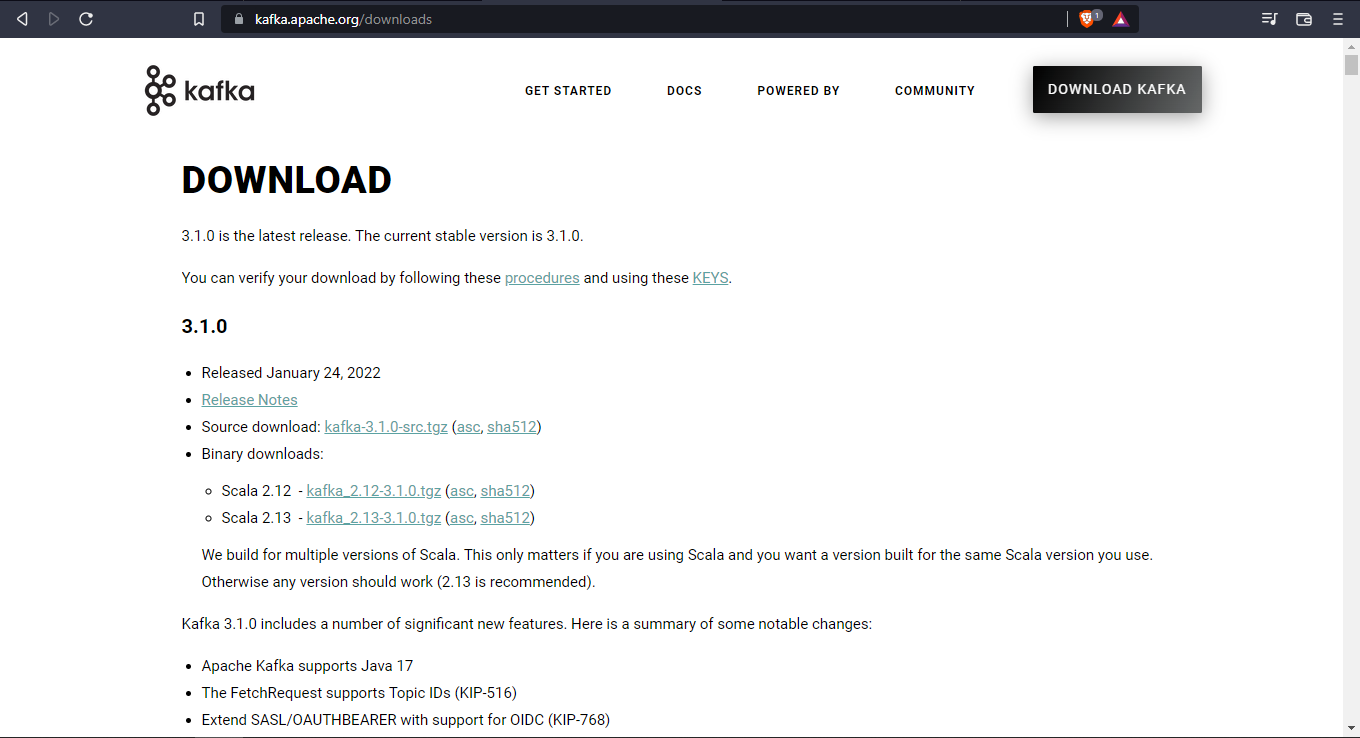 kafka.apache.org/downloads
1
kafka
GET STARTED
DOCS
POWERED BY
COMMUNITY
DOWNLOAD KAFKA
DOWNLOAD
3.1.0 is the latest release. The current stable version is 3.1.0.
You can verify your download by following these procedures and using these KEYS.
3.1.0
Released January 24, 2022
Release Notes
Source download: kafka-3.1.0-src.tgz (asc, sha512)
Binary downloads:
Scala 2.12 - kafka_2.12-3.1.0.tgz (asc, sha512)
Scala 2.13 - kafka_2.13-3.1.0.tgz (asc, sha512)
We build for multiple versions of Scala. This only matters if you are using Scala and you want a version built for the same Scala version you use.
Otherwise any version should work (2.13 is recommended).
Kafka 3.1.0 includes a number of significant new features. Here is a summary of some notable changes:
Apache Kafka supports Java 17
The FetchRequest supports Topic IDs (KIP-516)
Extend SASL/OAUTHBEARER with support for OIDC (KIP-768)